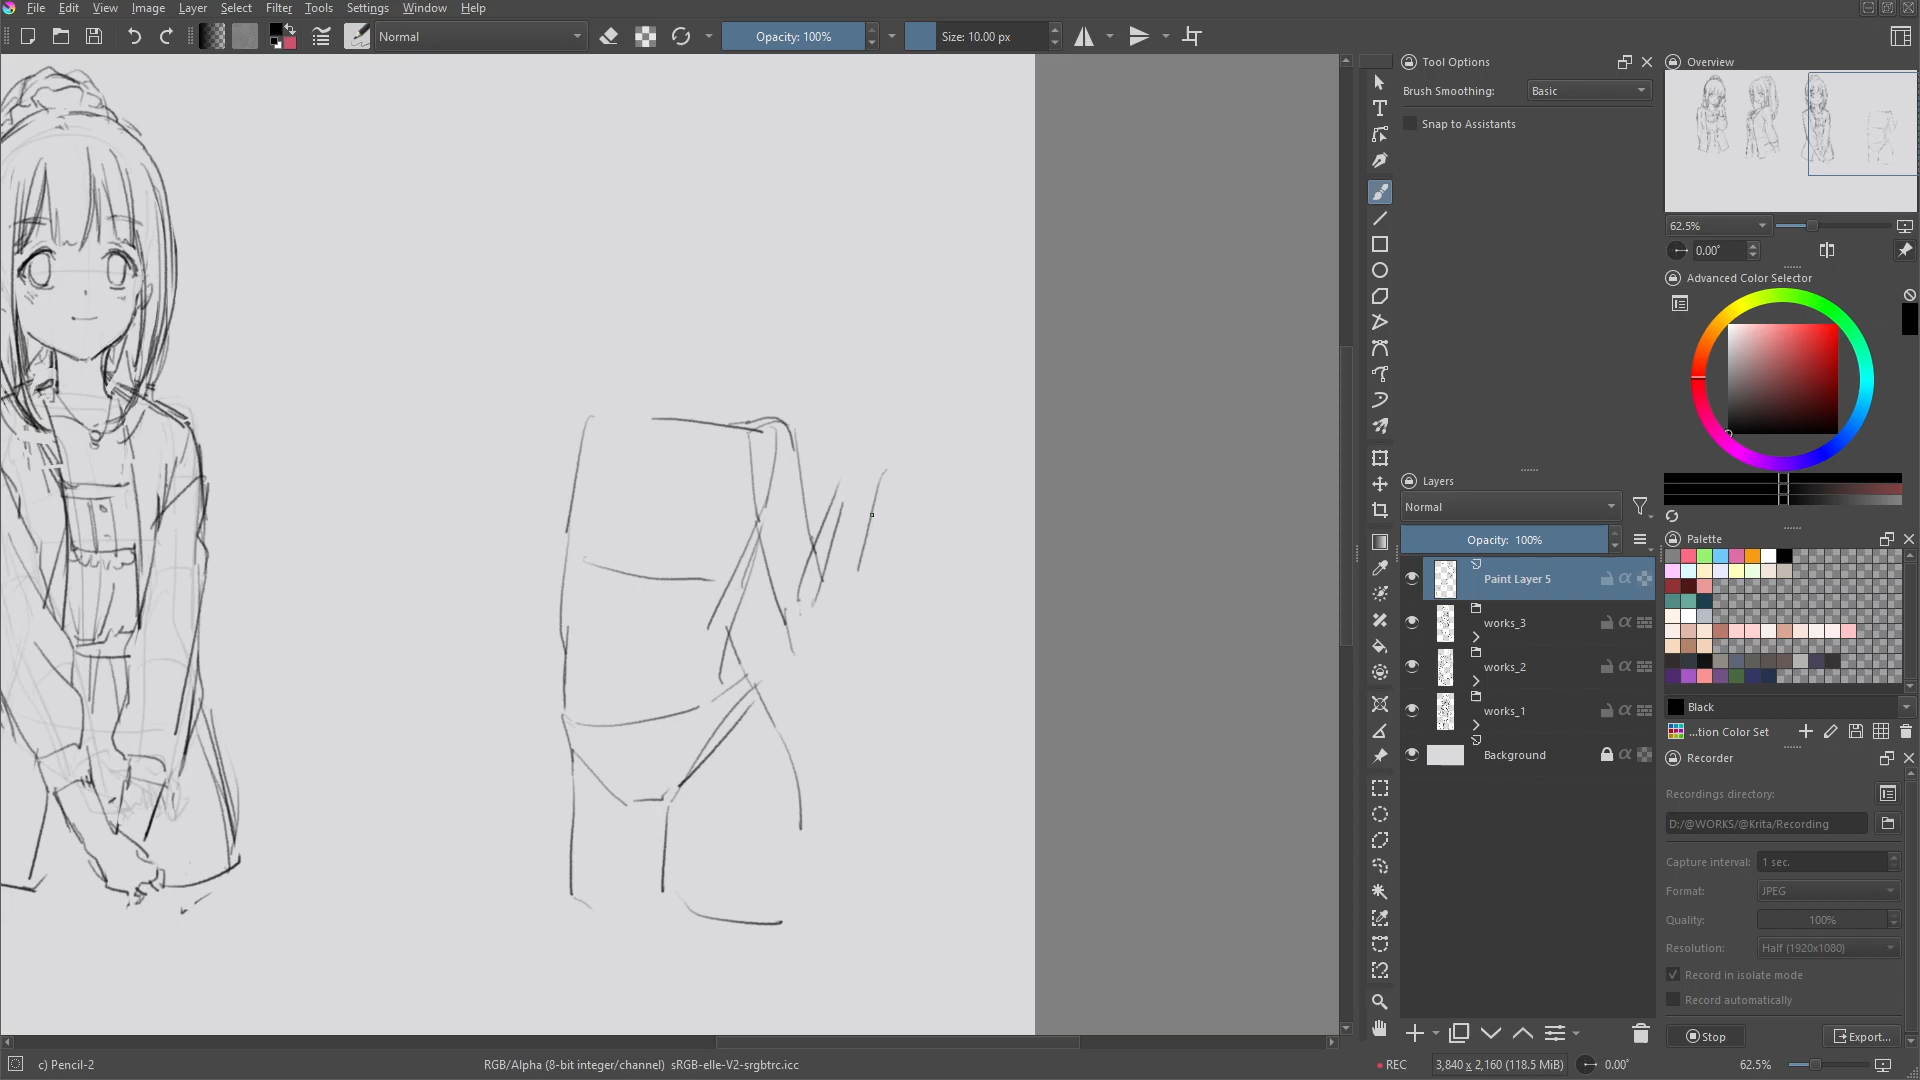 File Edit View Image Layer Select Filter Tools Settings Window Help
Normal
Opacity: 100%
Size: 10.00 px
Tool Options
Brush Smoothing: Basic
Snap to Assistants
Overview
62.5%
0.00°
Advanced Color Selector
Layers
Normal
Opacity: 100%
Paint Layer 5
works_3
works_2
works_1
Background
Palette
Black
...tion Color Set
Recorder
Recordings directory:
D:/@WORKS/@Krita/Recording
Capture interval: 1 sec.
Format: JPEG
Quality: 100%
Resolution: Half (1920x1080)
Record in isolate mode
Record automatically
Stop Export...
c) Pencil-2
RGB/Alpha (8-bit integer/channel) sRGB-elle-V2-srgbtrc.icc
REC
3,840 x 2,160 (118.5 MiB)
0.00°
62.5%